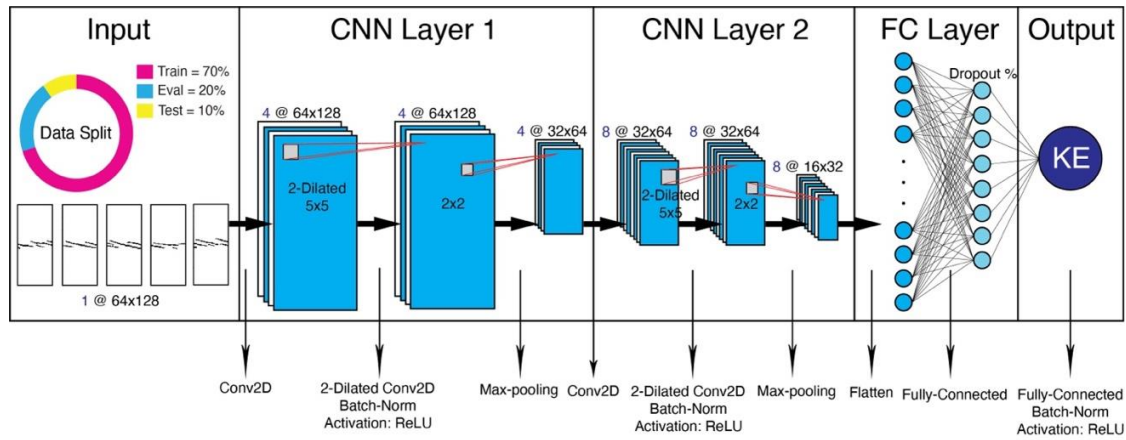 Input
CNN Layer 1
CNN Layer 2
FC Layer
Output
Train = 70%
Eval = 20%
Test = 10%
Data Split
1 @ 64x128
4 @ 64x128
2-Dilated
5x5
4 @ 64x128
2x2
4 @ 32x64
8 @ 32x64
2-Dilated
5x5
8 @ 32x64
2x2
8 @ 16x32
Dropout %
KE
Conv2D
2-Dilated Conv2D
Batch-Norm
Activation: ReLU
Max-pooling
Conv2D
2-Dilated Conv2D
Batch-Norm
Activation: ReLU
Max-pooling
Flatten
Fully-Connected
Fully-Connected
Batch-Norm
Activation: ReLU